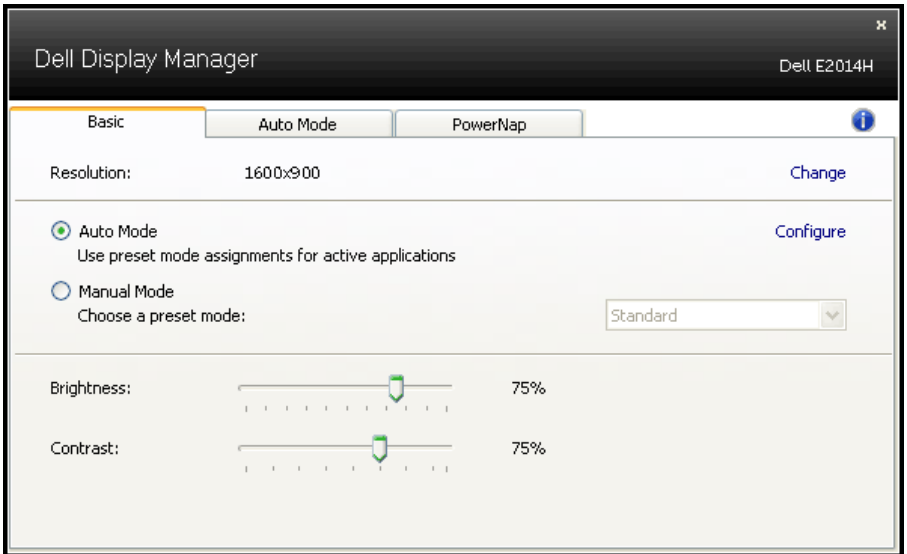 x
Dell Display Manager
Dell E2014H
Basic Auto Mode PowerNap i
Resolution: 1600x900 Change
Auto Mode Configure
Use preset mode assignments for active applications
Manual Mode
Choose a preset mode: Standard
Brightness: 75%
Contrast: 75%